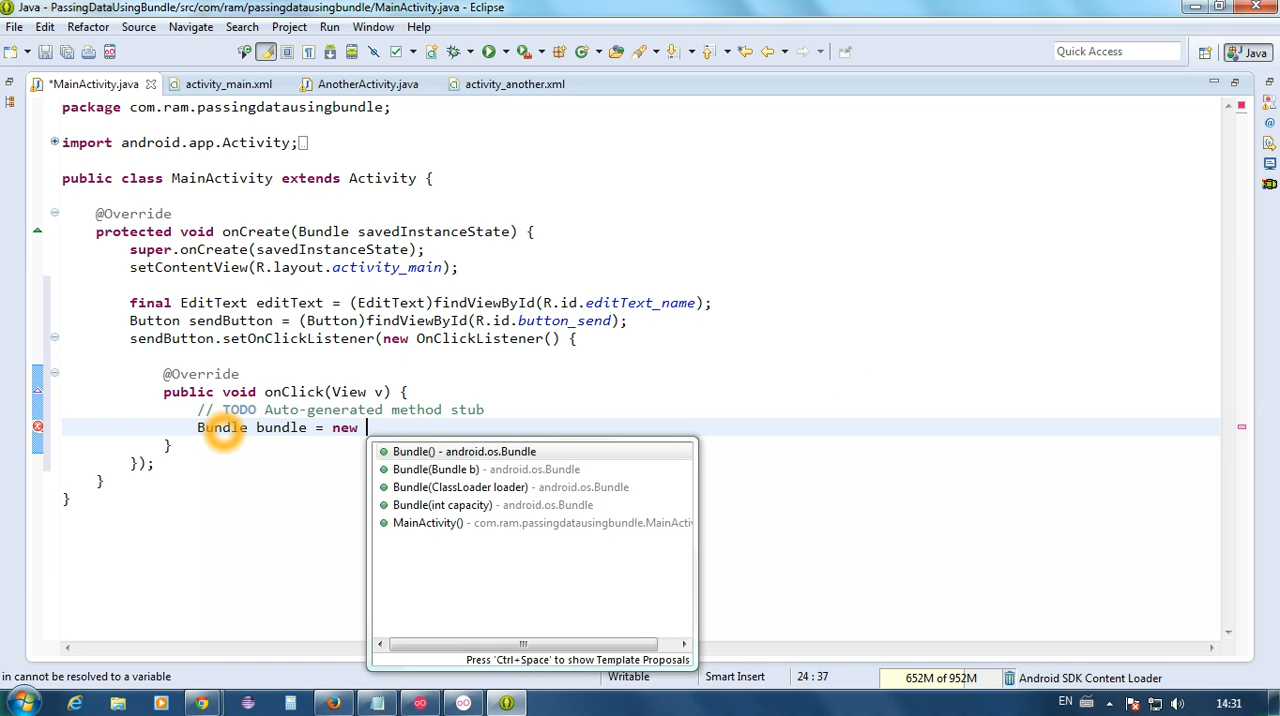 Java - PassingDataUsingBundle/src/com/ram/passingdatausingbundle/MainActivity.java - Eclipse
File Edit Refactor Source Navigate Search Project Run Window Help
Quick Access
Java
*MainActivity.java activity_main.xml AnotherActivity.java activity_another.xml
package com.ram.passingdatausingbundle;
import android.app.Activity;
public class MainActivity extends Activity {
@Override
protected void onCreate(Bundle savedInstanceState) {
super.onCreate(savedInstanceState);
setContentView(R.layout.activity_main);
final EditText editText = (EditText)findViewById(R.id.editText_name);
Button sendButton = (Button)findViewById(R.id.button_send);
sendButton.setOnClickListener(new OnClickListener() {
@Override
public void onClick(View v) {
// TODO Auto-generated method stub
Bundle bundle = new
}
});
}
}
Bundle() - android.os.Bundle
Bundle(Bundle b) - android.os.Bundle
Bundle(ClassLoader loader) - android.os.Bundle
Bundle(int capacity) - android.os.Bundle
MainActivity() - com.ram.passingdatausingbundle.MainActiv
Press 'Ctrl+Space' to show Template Proposals
in cannot be resolved to a variable
Writable
Smart Insert
24 : 37
652M of 952M
Android SDK Content Loader
EN
14:31